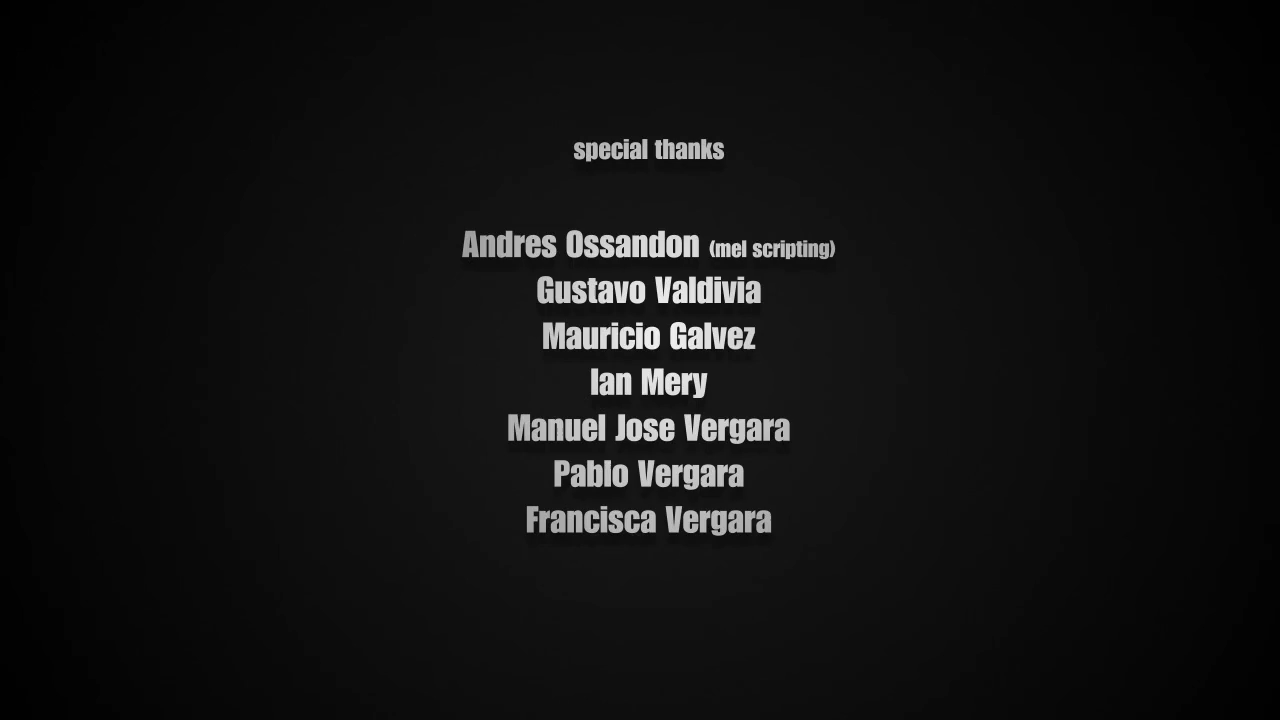 special thanks
Andres Ossandon (mel scripting)
Gustavo Valdivia
Mauricio Galvez
Ian Mery
Manuel Jose Vergara
Pablo Vergara
Francisca Vergara